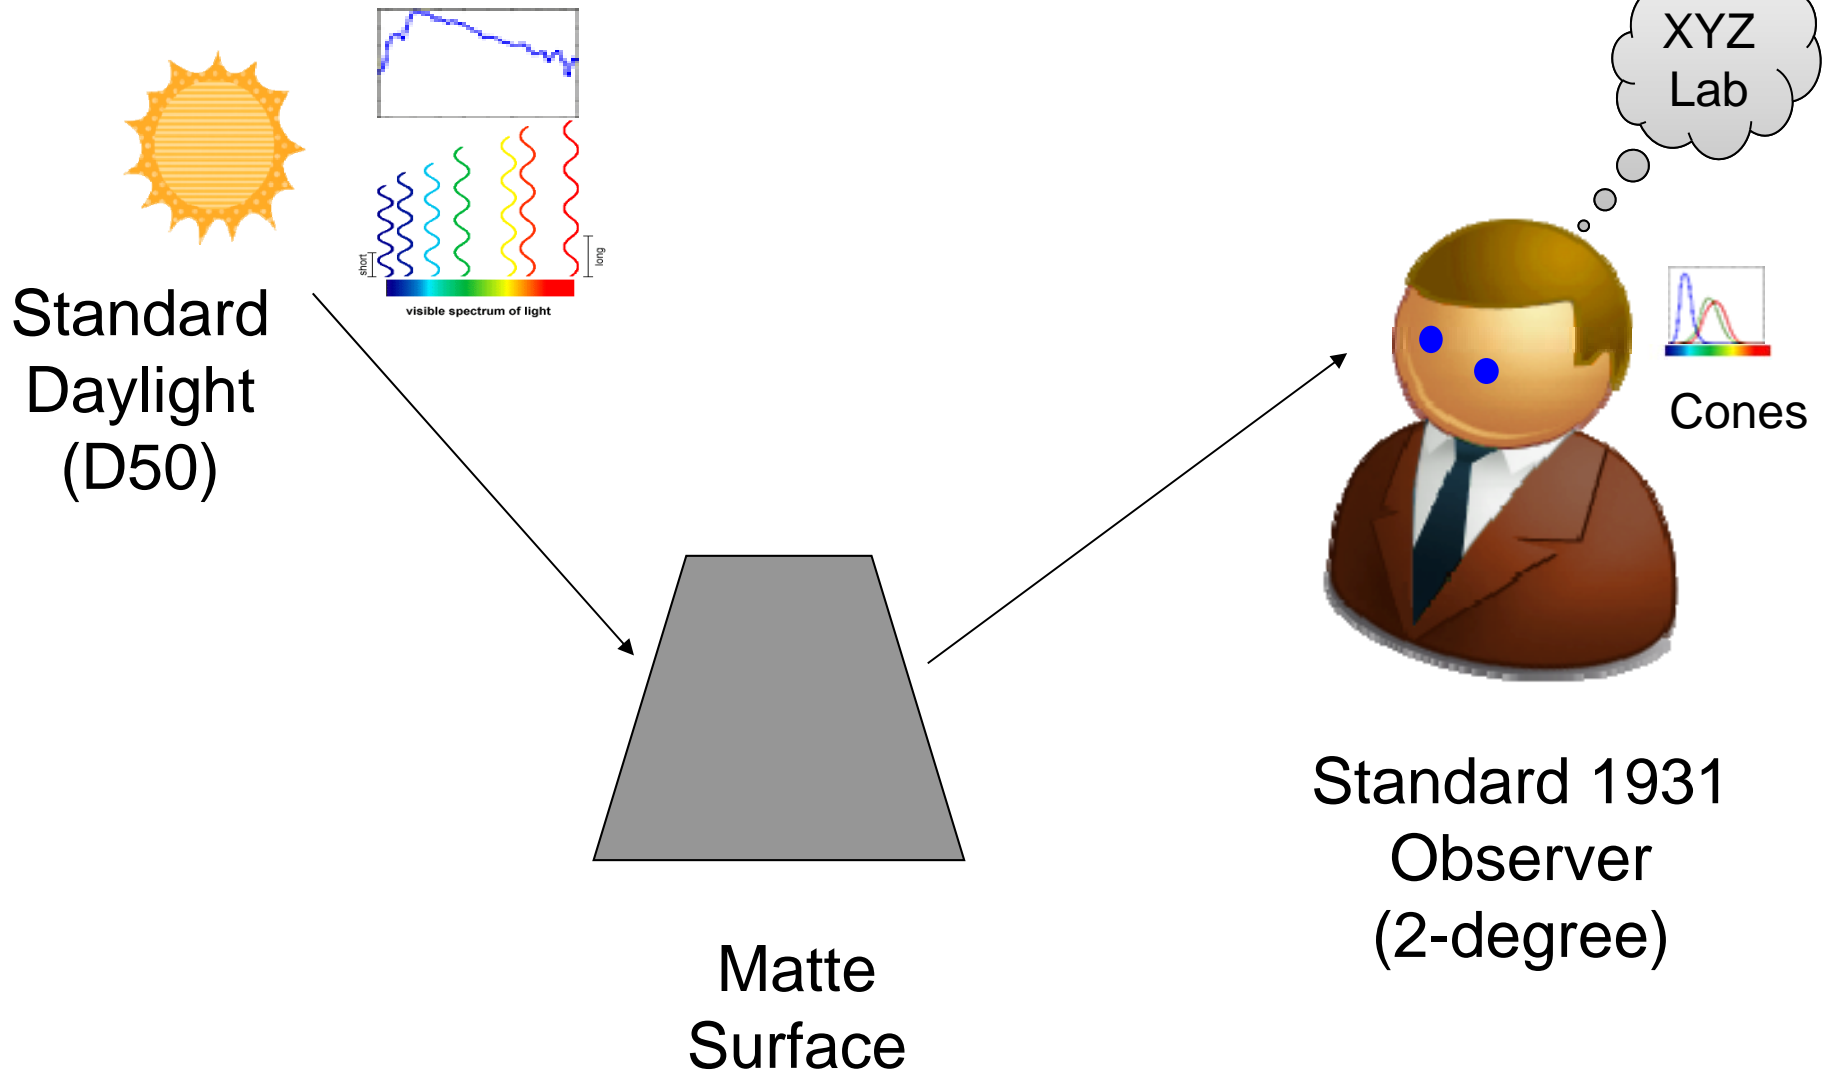 XYZ
Lab
short
long
visible spectrum of light
Standard
Daylight
(D50)
Cones
Standard 1931
Observer
(2-degree)
Matte
Surface